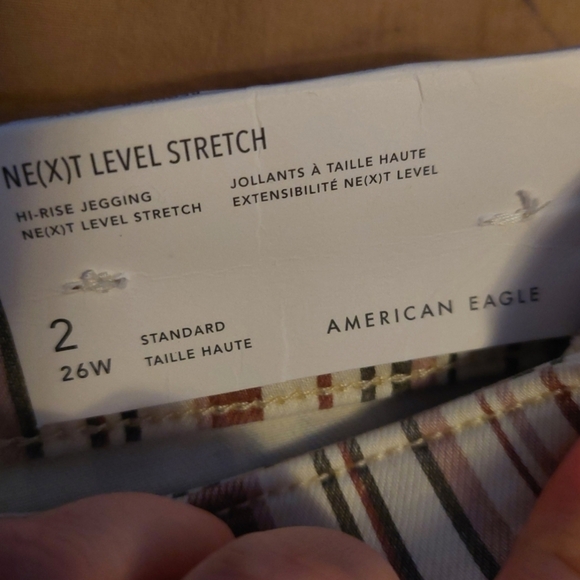 NE(X)T LEVEL STRETCH
HI-RISE JEGGING
NE(X)T LEVEL STRETCH
JOLLANTS À TAILLE HAUTE
EXTENSIBILITÉ NE(X)T LEVEL
2
26W
STANDARD
TAILLE HAUTE
AMERICAN EAGLE